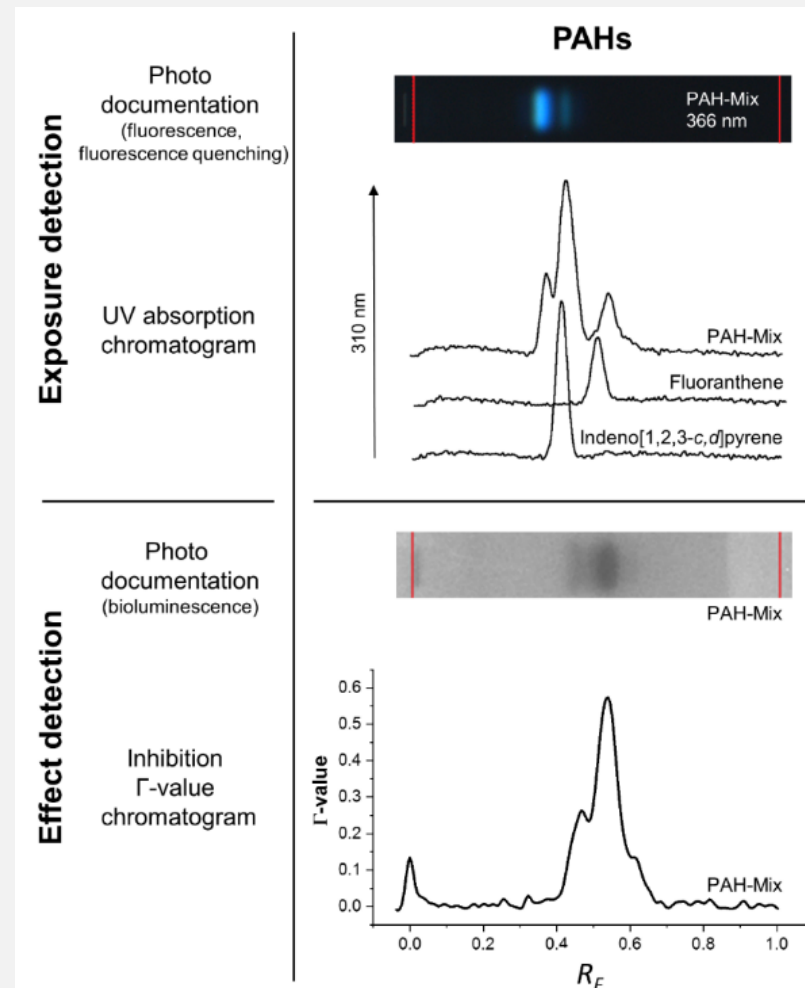 PAHs
Exposure detection
Photo
documentation
(fluorescence,
fluorescence quenching)
PAH-Mix
366 nm
UV absorption
chromatogram
310 nm
PAH-Mix
Fluoranthene
Indeno[1,2,3-c,d]pyrene
Effect detection
Photo
documentation
(bioluminescence)
PAH-Mix
Inhibition
Γ-value
chromatogram
Γ-value
0.6
0.5
0.4
0.3
0.2
0.1
0.0
PAH-Mix
0.0 0.2 0.4 0.6 0.8 1.0
R_F